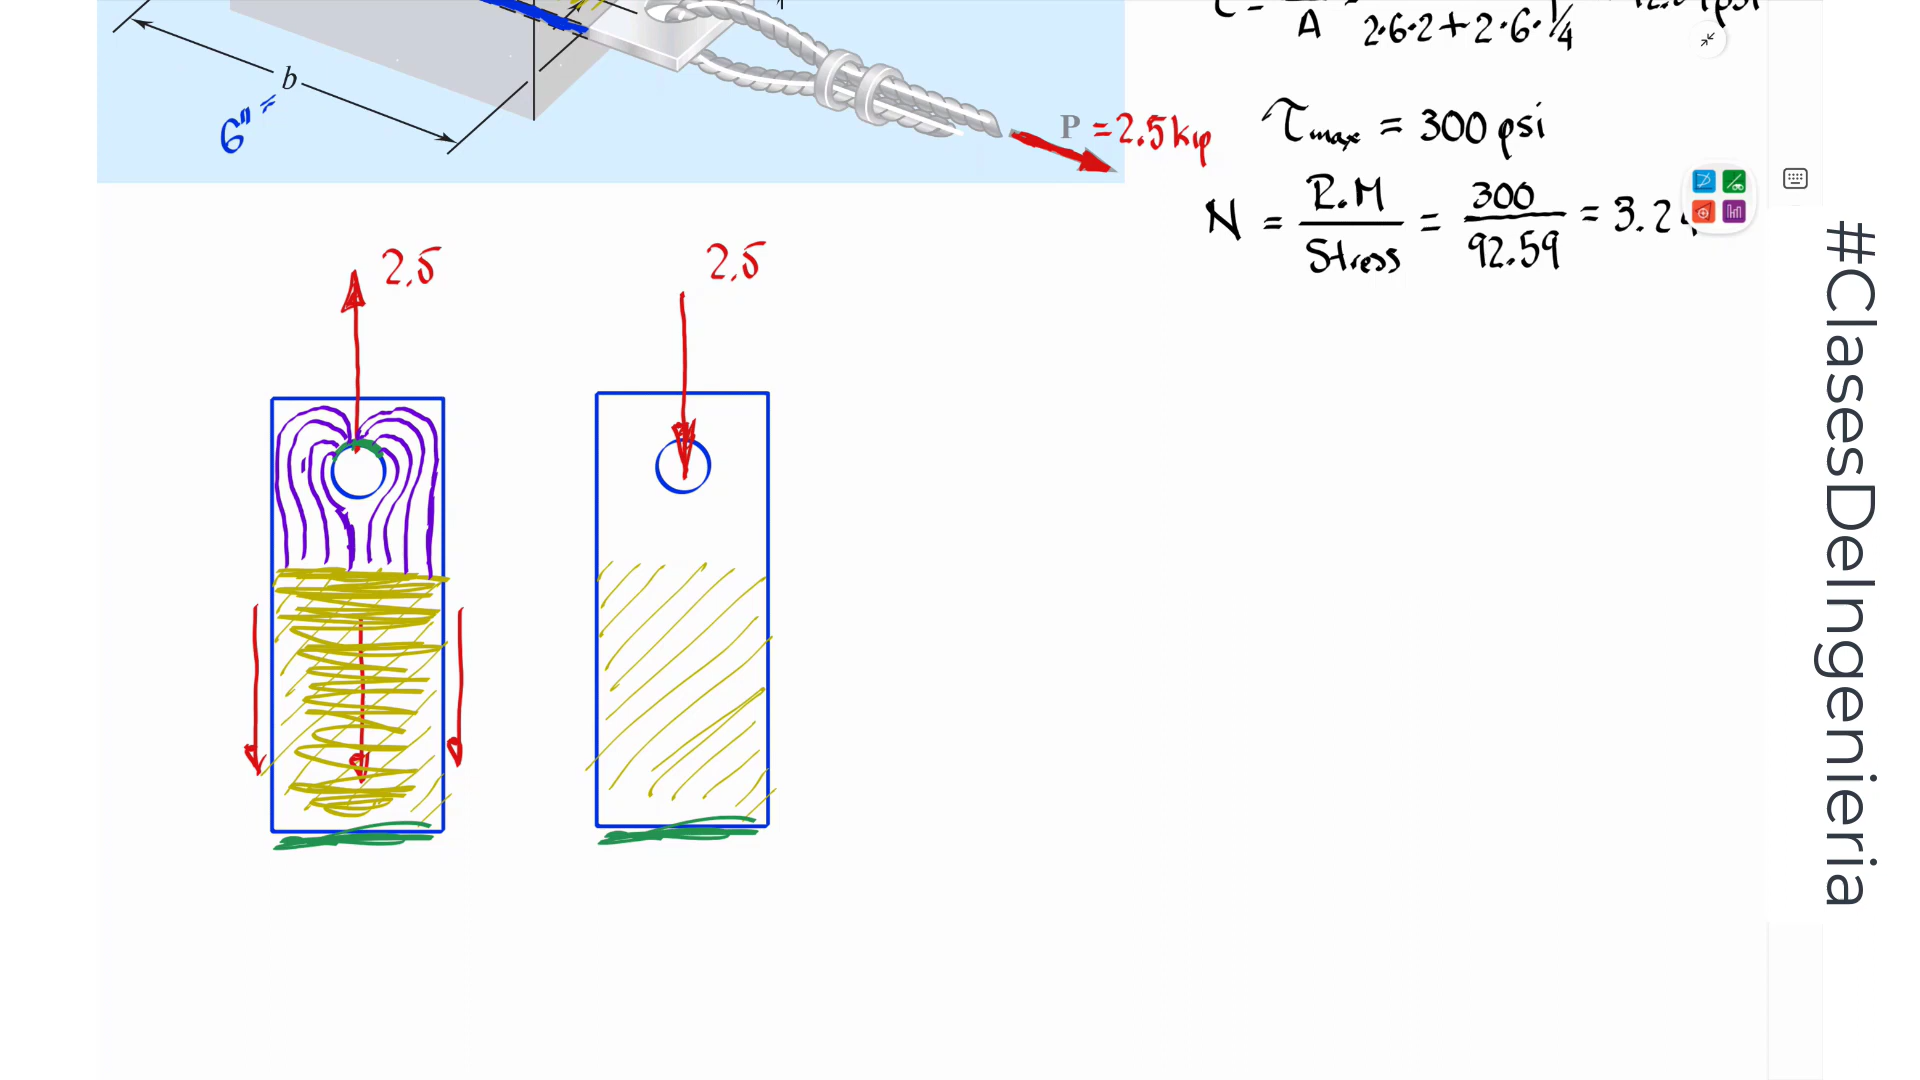 A 2·6·2 + 2·6·1/4
b
6" =
P = 2.5 kip
τmax = 300 psi
N = R.M / Stress = 300 / 92.59 = 3.2
2.5
2.5
#ClasesDeIngenieria